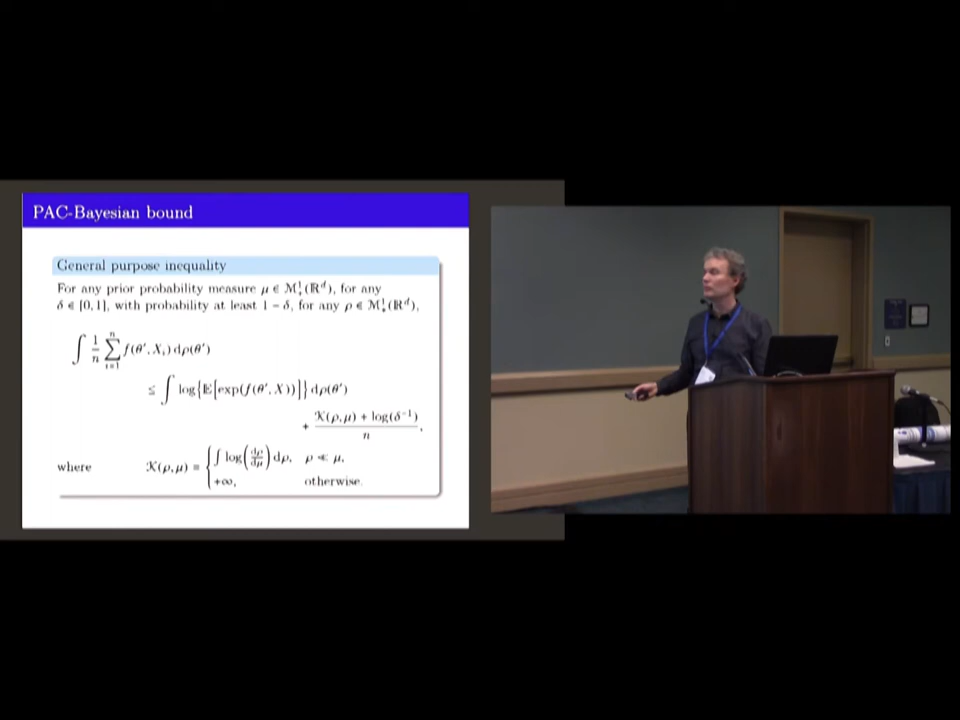 PAC-Bayesian bound
General purpose inequality
For any prior probability measure μ ∈ M¹₊(ℝᵈ), for any
δ ∈ [0, 1], with probability at least 1 − δ, for any ρ ∈ M¹₊(ℝᵈ),
∫ 1/n ∑ⁿᵢ₌₁ f(θ′, Xᵢ) dρ(θ′)
≤ ∫ log{𝔼[exp(f(θ′, X))]} dρ(θ′)
+ (K(ρ, μ) + log(δ⁻¹))/n,
where K(ρ, μ) = { ∫ log(dρ/dμ) dρ, ρ ≪ μ,
+∞, otherwise.